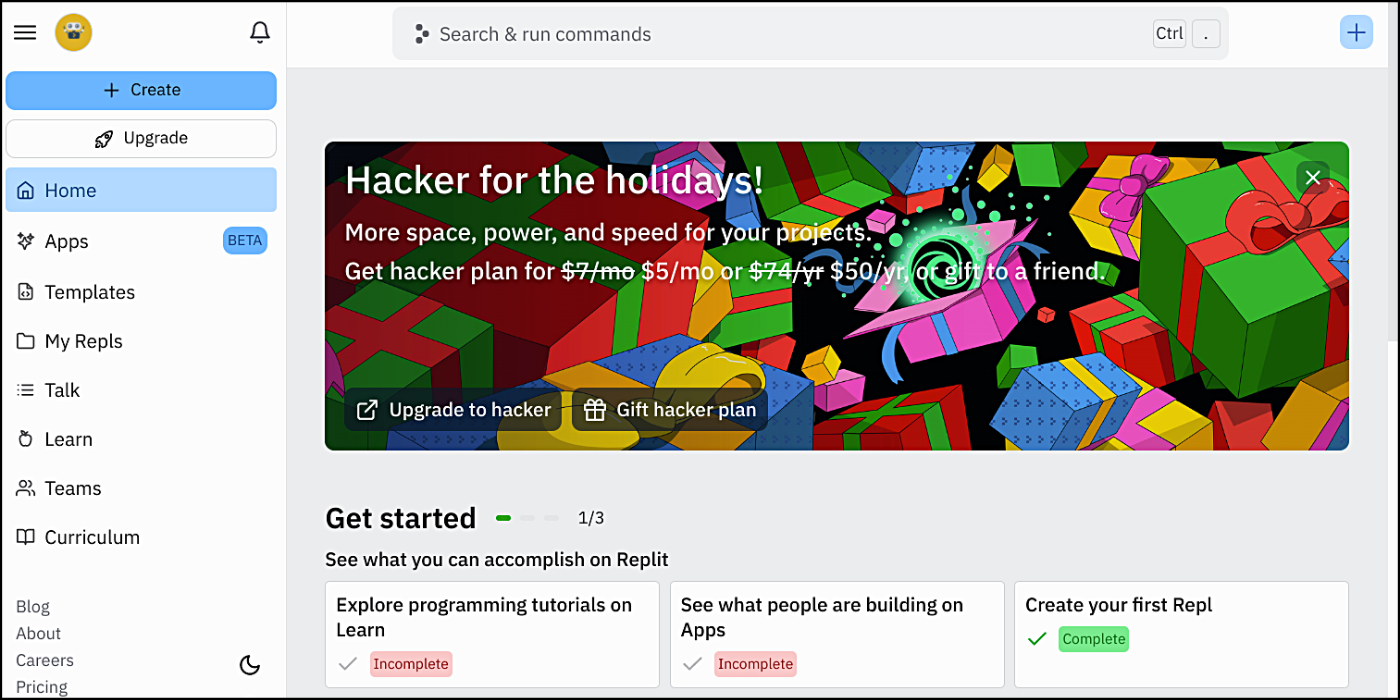 Search & run commands
Ctrl .
Create
Upgrade
Home
Apps BETA
Templates
My Repls
Talk
Learn
Teams
Curriculum
Blog
About
Careers
Pricing
Hacker for the holidays!
More space, power, and speed for your projects.
Get hacker plan for $7/mo $5/mo or $74/yr $50/yr, or gift to a friend.
Upgrade to hacker Gift hacker plan
Get started 1/3
See what you can accomplish on Replit
Explore programming tutorials on
Learn
Incomplete
See what people are building on
Apps
Incomplete
Create your first Repl
Complete